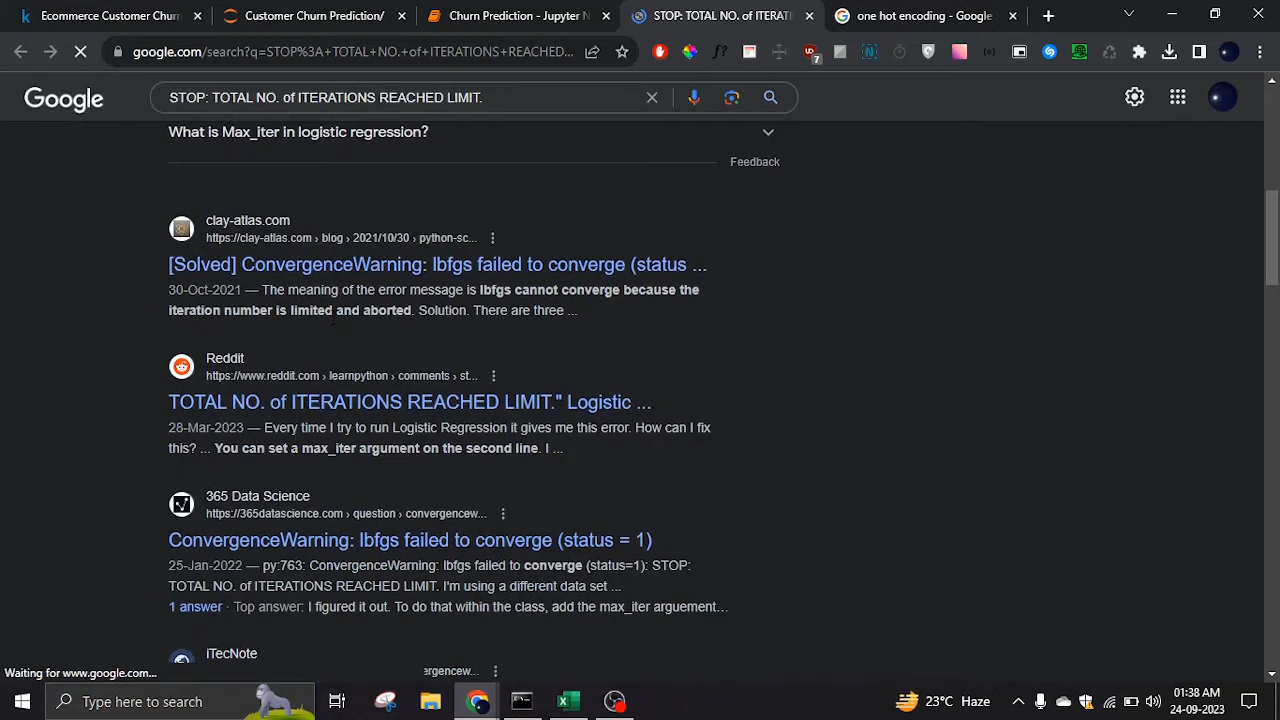 Ecommerce Customer Churn
Customer Churn Prediction/
Churn Prediction - Jupyter N
STOP: TOTAL NO. of ITERATI
one hot encoding - Google
google.com/search?q=STOP%3A+TOTAL+NO.+of+ITERATIONS+REACHED...
f?
7
Google
STOP: TOTAL NO. of ITERATIONS REACHED LIMIT.
What is Max_iter in logistic regression?
Feedback
clay-atlas.com
https://clay-atlas.com › blog › 2021/10/30 › python-sc...
[Solved] ConvergenceWarning: lbfgs failed to converge (status ...
30-Oct-2021 — The meaning of the error message is lbfgs cannot converge because the
iteration number is limited and aborted. Solution. There are three ...
Reddit
https://www.reddit.com › learnpython › comments › st...
TOTAL NO. of ITERATIONS REACHED LIMIT." Logistic ...
28-Mar-2023 — Every time I try to run Logistic Regression it gives me this error. How can I fix
this? ... You can set a max_iter argument on the second line. I ...
365 Data Science
https://365datascience.com › question › convergencew...
ConvergenceWarning: lbfgs failed to converge (status = 1)
25-Jan-2022 — py:763: ConvergenceWarning: lbfgs failed to converge (status=1): STOP:
TOTAL NO. of ITERATIONS REACHED LIMIT. I'm using a different data set ...
1 answer · Top answer: I figured it out. To do that within the class, add the max_iter arguement...
iTecNote
ergencew...
Waiting for www.google.com...
Type here to search
23°C Haze
01:38 AM
24-09-2023